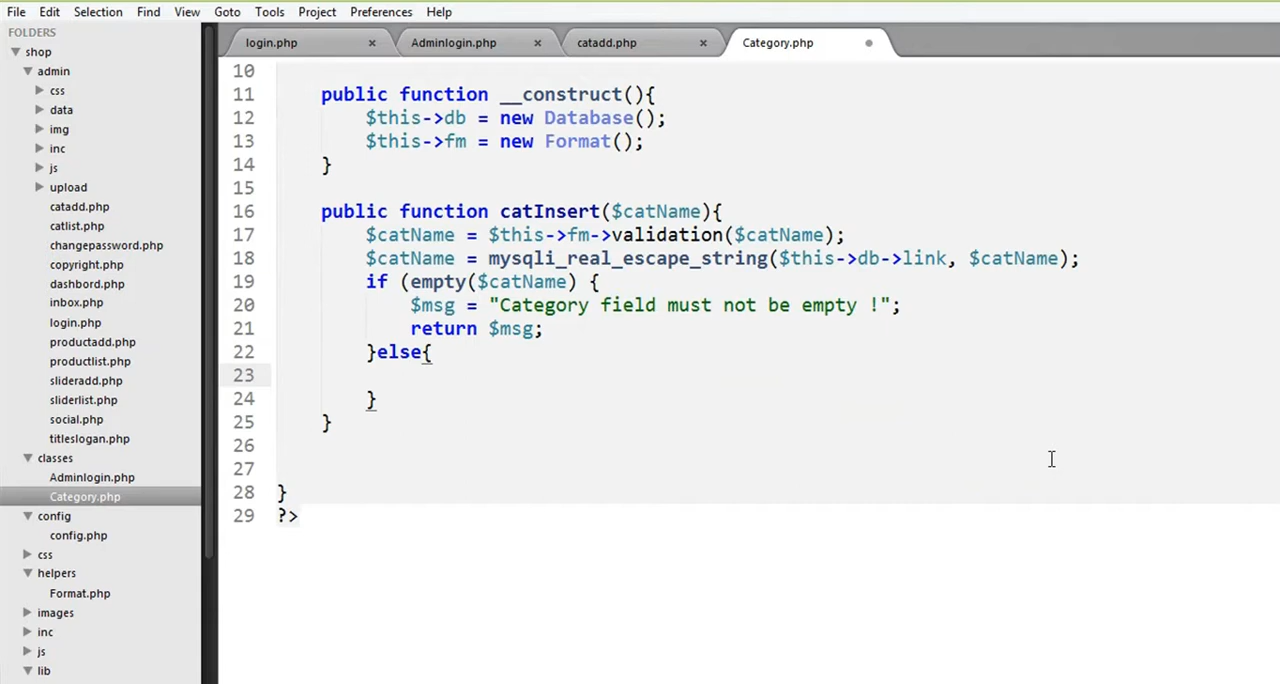 File Edit Selection Find View Goto Tools Project Preferences Help
FOLDERS
shop
admin
css
data
img
inc
js
upload
catadd.php
catlist.php
changepassword.php
copyright.php
dashbord.php
inbox.php
login.php
productadd.php
productlist.php
slideradd.php
sliderlist.php
social.php
titleslogan.php
classes
Adminlogin.php
Category.php
config
config.php
css
helpers
Format.php
images
inc
js
lib
login.php × Adminlogin.php × catadd.php × Category.php
10
11 public function __construct(){
12 $this->db = new Database();
13 $this->fm = new Format();
14 }
15
16 public function catInsert($catName){
17 $catName = $this->fm->validation($catName);
18 $catName = mysqli_real_escape_string($this->db->link, $catName);
19 if (empty($catName) {
20 $msg = "Category field must not be empty !";
21 return $msg;
22 }else{
23
24 }
25 }
26
27
28 }
29 ?>